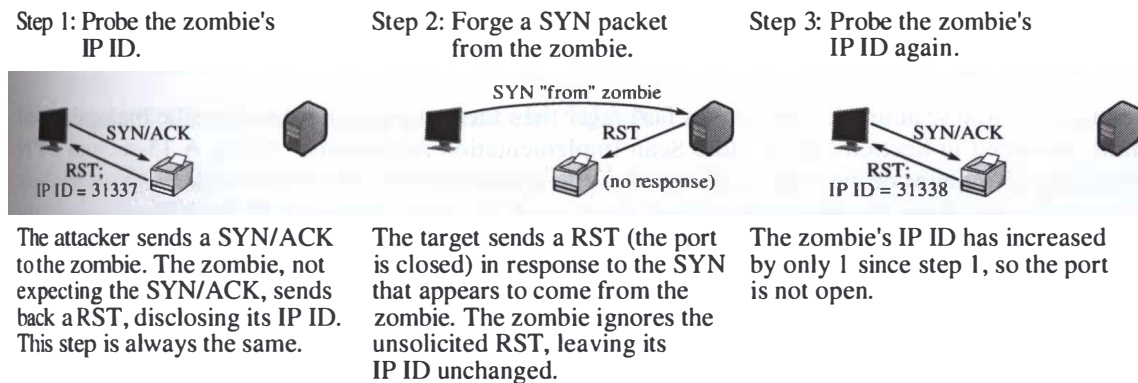 Step 1: Probe the zombie's
IP ID.
SYN/ACK
RST;
IP ID = 31337
The attacker sends a SYN/ACK
to the zombie. The zombie, not
expecting the SYN/ACK, sends
back a RST, disclosing its IP ID.
This step is always the same.
Step 2: Forge a SYN packet
from the zombie.
SYN "from" zombie
RST
(no response)
The target sends a RST (the port
is closed) in response to the SYN
that appears to come from the
zombie. The zombie ignores the
unsolicited RST, leaving its
IP ID unchanged.
Step 3: Probe the zombie's
IP ID again.
SYN/ACK
RST;
IP ID = 31338
The zombie's IP ID has increased
by only 1 since step 1, so the port
is not open.